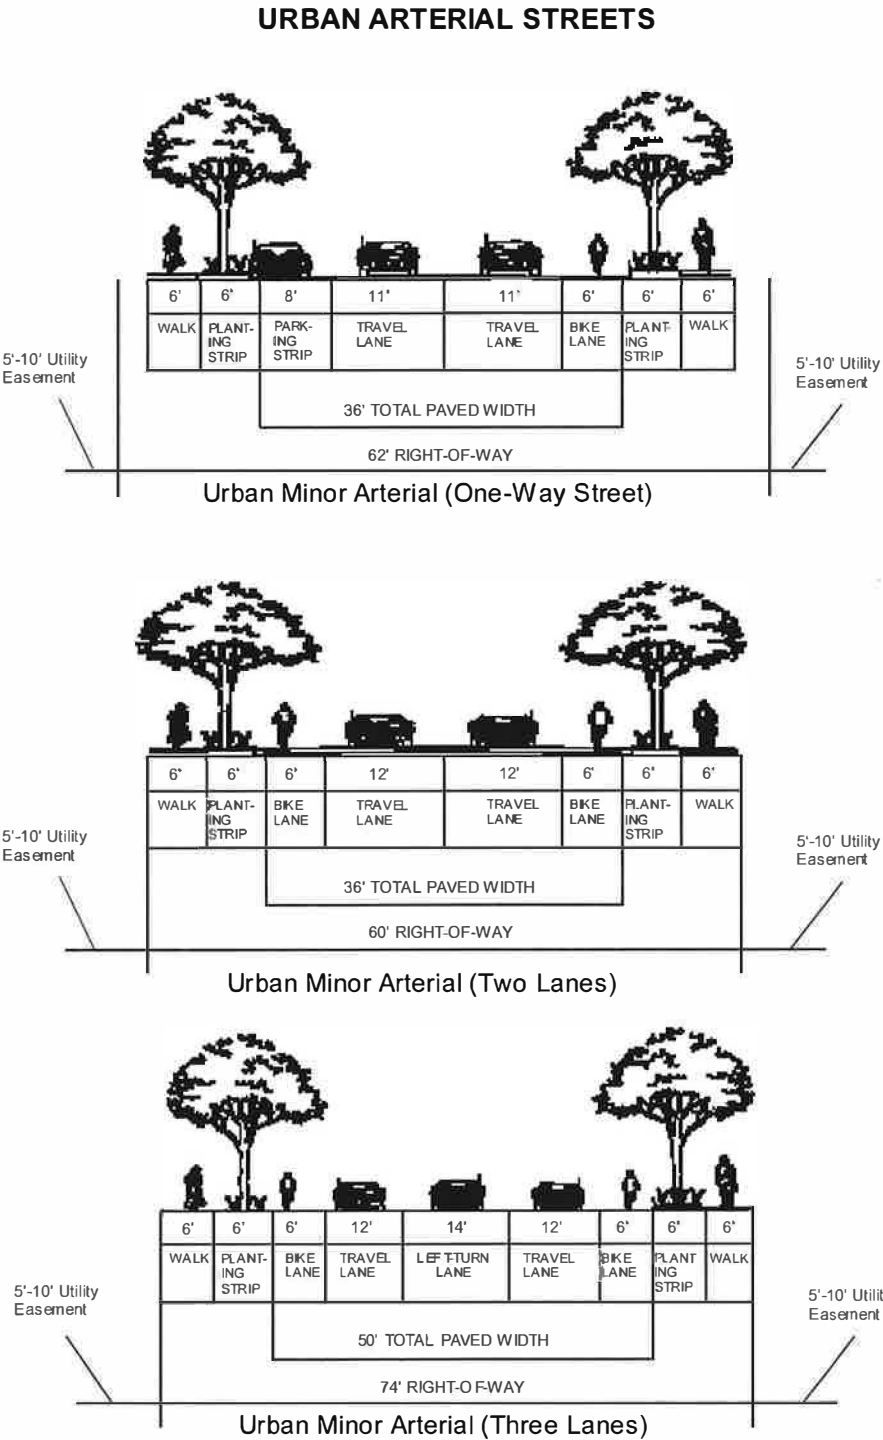 URBAN ARTERIAL STREETS
6' 6' 8' 11' 11' 6' 6' 6'
WALK PLANT- PARK- TRAVEL TRAVEL BIKE PLANT- WALK
ING ING LANE LANE LANE ING
STRIP STRIP STRIP
5'-10' Utility
Easement
5'-10' Utility
Easement
36' TOTAL PAVED WIDTH
62' RIGHT-OF-WAY
Urban Minor Arterial (One-Way Street)
6' 6' 6' 12' 12' 6' 6' 6'
WALK PLANT- BIKE TRAVEL TRAVEL BIKE PLANT- WALK
ING LANE LANE LANE LANE ING
STRIP STRIP
5'-10' Utility
Easement
5'-10' Utility
Easement
36' TOTAL PAVED WIDTH
60' RIGHT-OF-WAY
Urban Minor Arterial (Two Lanes)
6' 6' 6' 12' 14' 12' 6' 6' 6'
WALK PLANT- BIKE TRAVEL LEFT-TURN TRAVEL BIKE PLANT WALK
ING LANE LANE LANE LANE LANE ING
STRIP STRIP
5'-10' Utility
Easement
5'-10' Utilit
Easement
50' TOTAL PAVED WIDTH
74' RIGHT-OF-WAY
Urban Minor Arterial (Three Lanes)